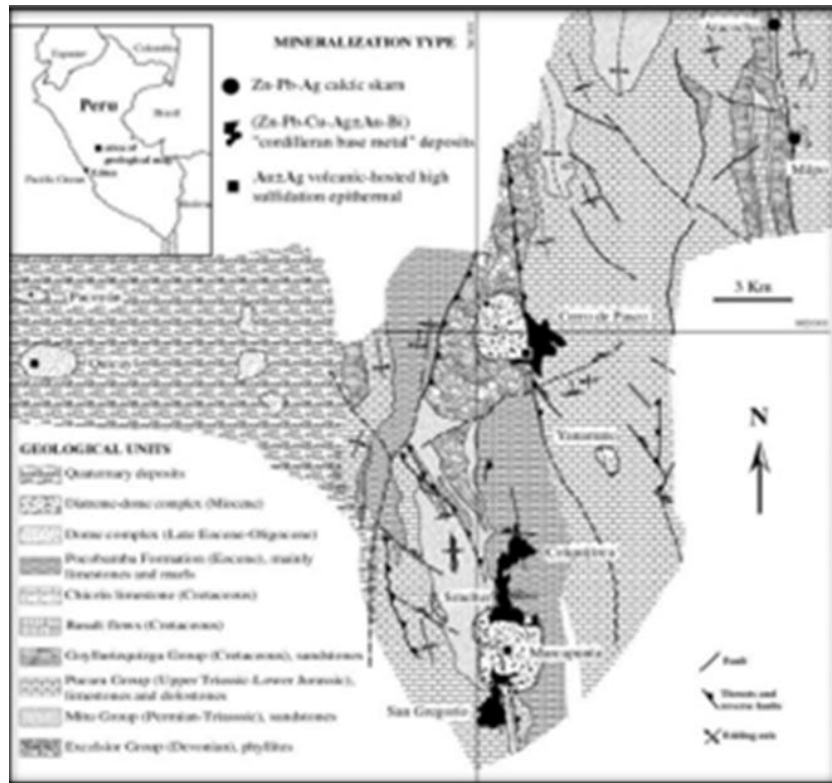 Ecuador
Colombia
Peru
Brazil
area of
geological map
Lima
Pacific Ocean
MINERALIZATION TYPE
Zn-Pb-Ag calcic skarn
(Zn-Pb-Cu-Ag±Au-Bi)
"cordilleran base metal" deposits
Au±Ag volcanic-hosted high
sulfidation epithermal
Milpo
3 Km
Cerro de Pasco
N
Yanamate
Colquijirca
Marcapunta
San Gregorio
GEOLOGICAL UNITS
Quaternary deposits
Diatreme-dome complex (Miocene)
Dome complex (Late Eocene-Oligocene)
Pocobamba Formation (Eocene), mainly
limestones and marls
Basalt flows (Cretaceous)
Goyllarisquizga Group (Cretaceous), sandstones
Pucara Group (Upper Triassic-Lower Jurassic),
limestones and dolostones
Mitu Group (Permian-Triassic), sandstones
Excelsior Group (Devonian), phyllites
Fault
Thrusts and
reverse faults
Folding axis